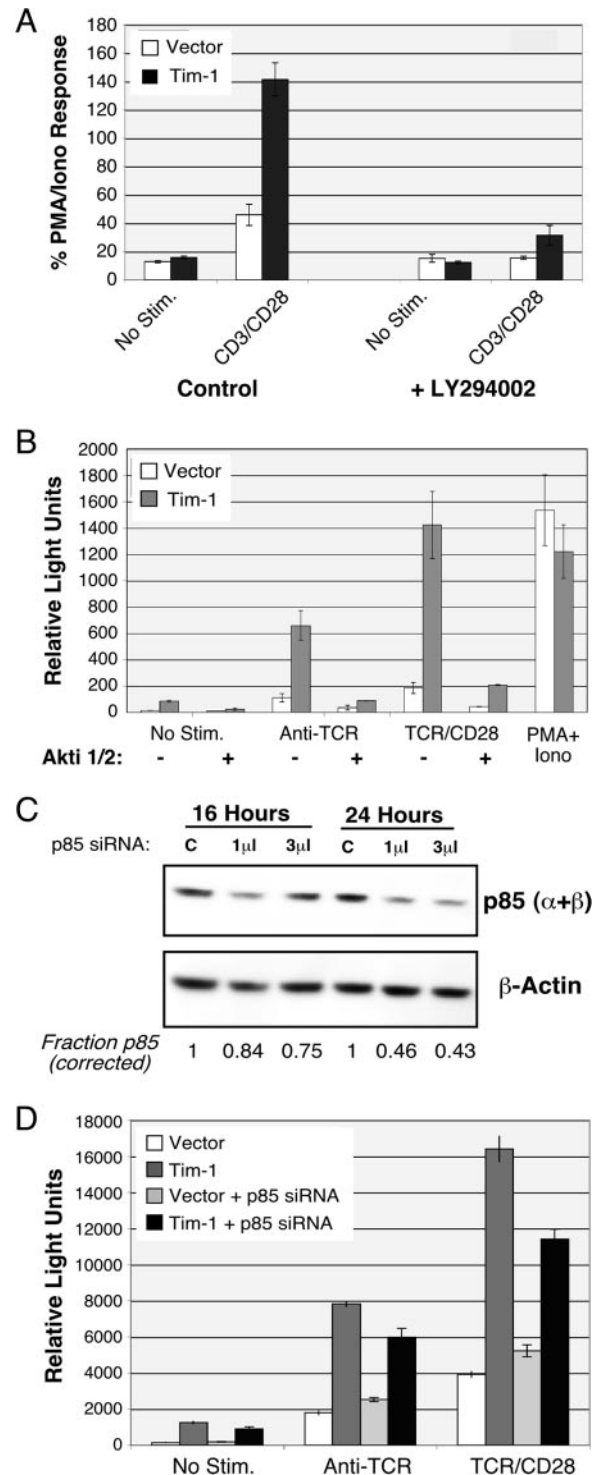 A
% PMA/Iono Response
180
160
140
120
100
80
60
40
20
0
Vector
Tim-1
No Stim.
CD3/CD28
No Stim.
CD3/CD28
Control
+ LY294002
B
Relative Light Units
2000
1800
1600
1400
1200
1000
800
600
400
200
0
Vector
Tim-1
No Stim. Anti-TCR TCR/CD28 PMA+ Iono
Akti 1/2: - + - + - +
C
16 Hours 24 Hours
p85 siRNA: C 1μl 3μl C 1μl 3μl
p85 (α+β)
β-Actin
Fraction p85 (corrected) 1 0.84 0.75 1 0.46 0.43
D
Relative Light Units
18000
16000
14000
12000
10000
8000
6000
4000
2000
0
Vector
Tim-1
Vector + p85 siRNA
Tim-1 + p85 siRNA
No Stim. Anti-TCR TCR/CD28